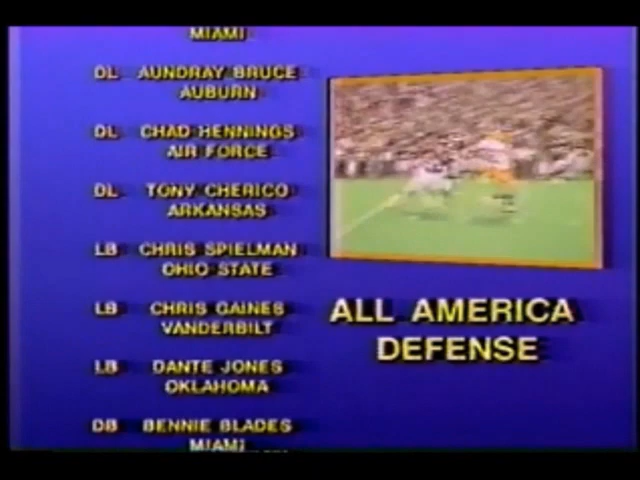 MIAMI
DL AUNDRAY BRUCE
AUBURN
DL CHAD HENNINGS
AIR FORCE
DL TONY CHERICO
ARKANSAS
LB CHRIS SPIELMAN
OHIO STATE
LB CHRIS GAINES
VANDERBILT
LB DANTE JONES
OKLAHOMA
DB BENNIE BLADES
MIAMI
ALL AMERICA
DEFENSE